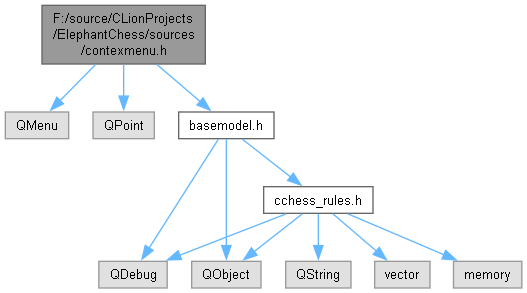 F:/source/CLionProjects
/ElephantChess/sources
/contexmenu.h
QMenu
QPoint
basemodel.h
cchess_rules.h
QDebug
QObject
QString
vector
memory